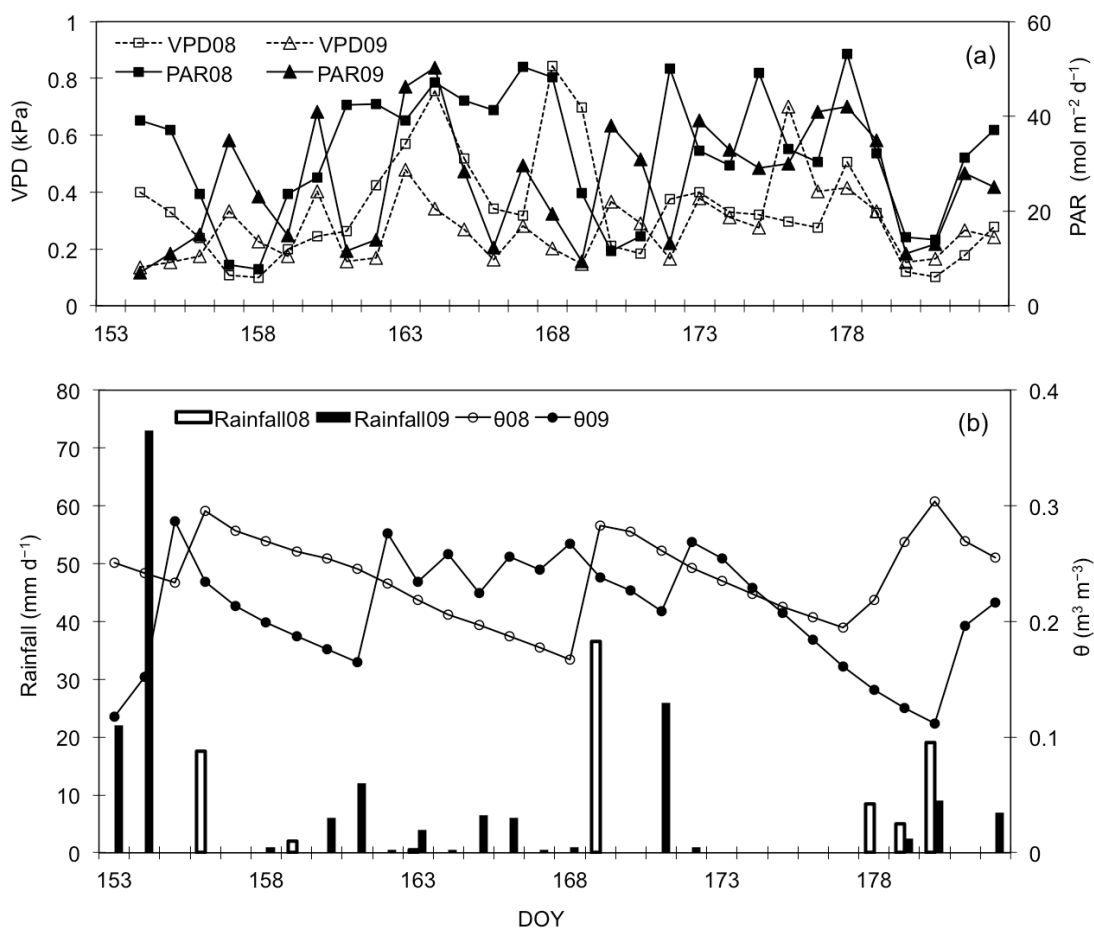 1
0.8
0.6
0.4
0.2
0
VPD (kPa)
VPD08 VPD09
PAR08 PAR09
(a)
60
40
20
0
PAR (mol m⁻² d⁻¹)
153 158 163 168 173 178
80
70
60
50
40
30
20
10
0
Rainfall (mm d⁻¹)
Rainfall08 Rainfall09 θ08 θ09
(b)
0.4
0.3
0.2
0.1
0
θ (m³ m⁻³)
153 158 163 168 173 178
DOY